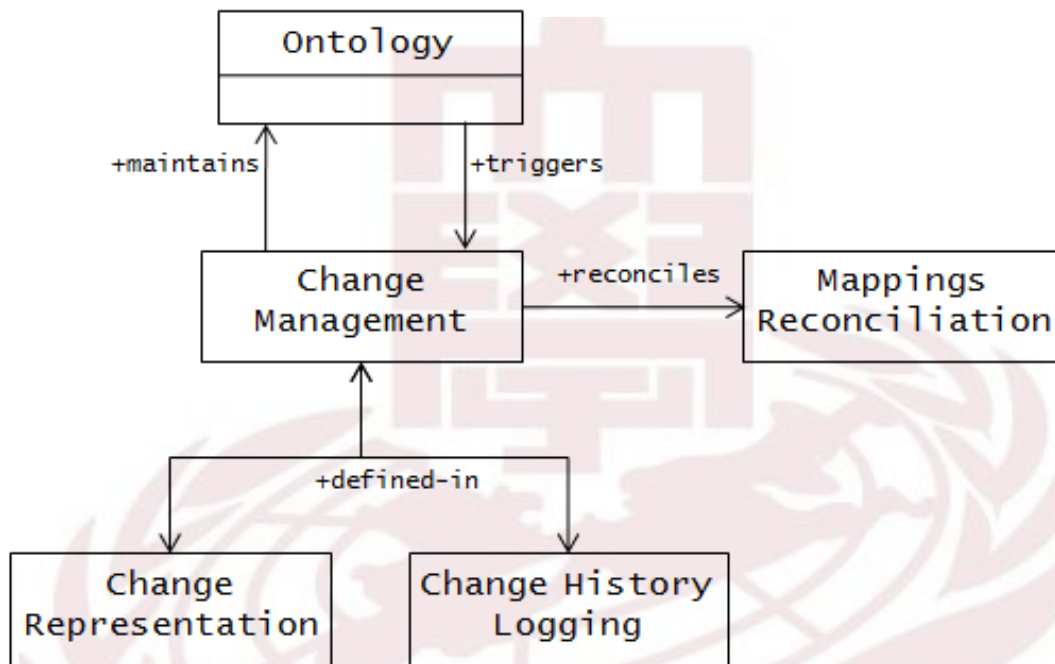 Ontology
+maintains
+triggers
Change
Management
+reconciles
Mappings
Reconciliation
+defined-in
Change
Representation
Change History
Logging